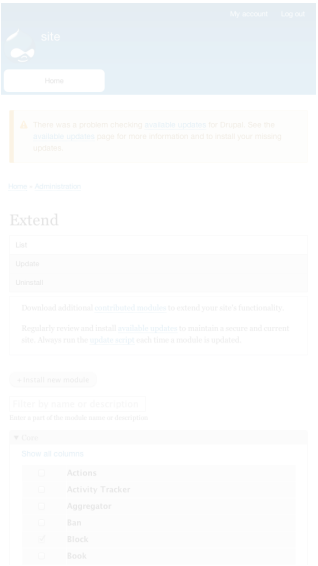 My account Log out
site
Home
There was a problem checking available updates for Drupal. See the
available updates page for more information and to install your missing
updates.
Home » Administration
Extend
List
Update
Uninstall
Download additional contributed modules to extend your site's functionality.
Regularly review and install available updates to maintain a secure and current
site. Always run the update script each time a module is updated.
+ Install new module
Filter by name or description
Enter a part of the module name or description
▼ Core
Show all columns
Actions
Activity Tracker
Aggregator
Ban
Block
Book